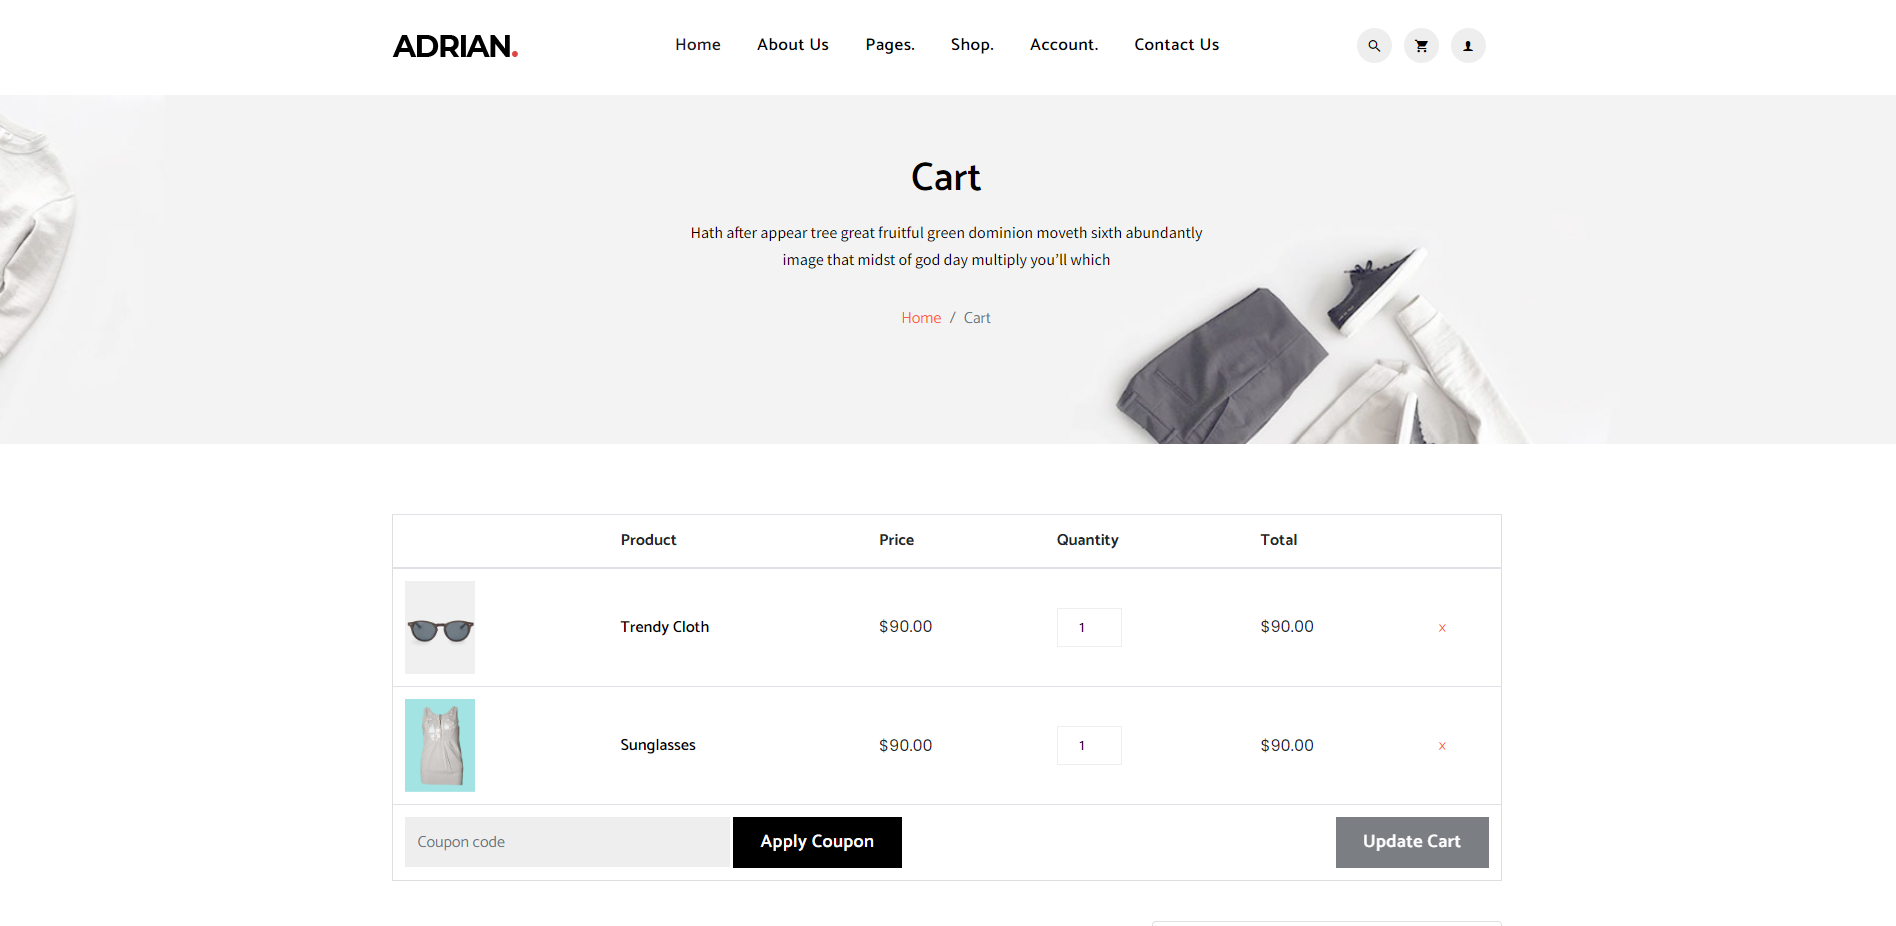 ADRIAN.
Home About Us Pages. Shop. Account. Contact Us
Cart
Hath after appear tree great fruitful green dominion moveth sixth abundantly
image that midst of god day multiply you’ll which
Home / Cart
Product Price Quantity Total
Trendy Cloth $90.00 1 $90.00 x
Sunglasses $90.00 1 $90.00 x
Coupon code Apply Coupon Update Cart